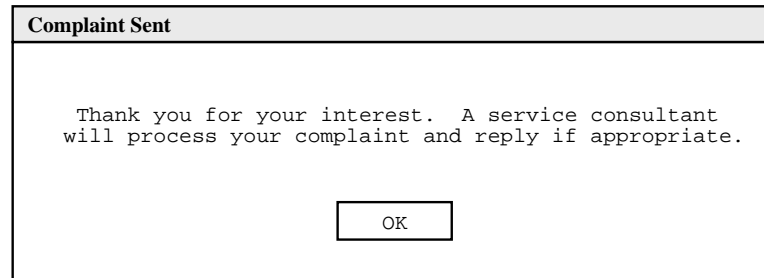 Complaint Sent
Thank you for your interest.  A service consultant
will process your complaint and reply if appropriate.
OK